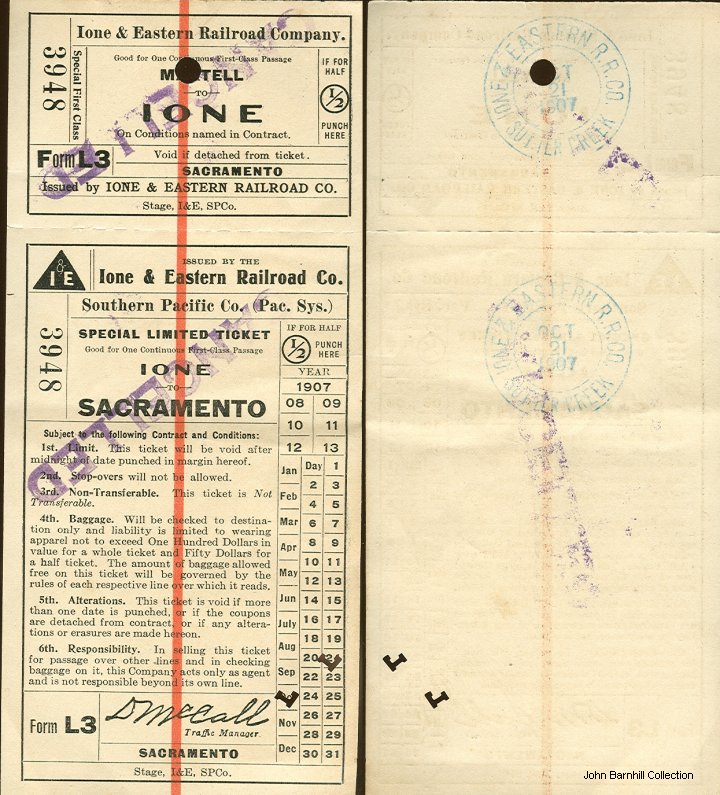 Ione & Eastern Railroad Company.
3948
Special First Class
Good for One Continuous First-Class Passage
MARTELL
—TO—
IONE
On Conditions named in Contract.
IF FOR
HALF
1/2
PUNCH
HERE
Form L3
Void if detached from ticket.
SACRAMENTO
Issued by IONE & EASTERN RAILROAD CO.
Stage, I&E, SPCo.
CANCELLED
I&E
ISSUED BY THE
Ione & Eastern Railroad Co.
Southern Pacific Co. (Pac. Sys.)
3948
SPECIAL LIMITED TICKET
Good for One Continuous First-Class Passage
IONE
—TO—
SACRAMENTO
IF FOR HALF
1/2
PUNCH
HERE
YEAR
1907
08 09
10 11
12 13
Subject to the following Contract and Conditions:
1st. Limit. This ticket will be void after
midnight of date punched in margin hereof.
2nd. Stop-overs will not be allowed.
3rd. Non-Transferable. This ticket is Not
Transferable.
4th. Baggage. Will be checked to destina-
tion only and liability is limited to wearing
apparel not to exceed One Hundred Dollars in
value for a whole ticket and Fifty Dollars for
a half ticket. The amount of baggage allowed
free on this ticket will be governed by the
rules of each respective line over which it reads.
5th. Alterations. This ticket is void if more
than one date is punched, or if the coupons
are detached from contract, or if any altera-
tions or erasures are made hereon.
6th. Responsibility. In selling this ticket
for passage over other lines and in checking
baggage on it, this Company acts only as agent
and is not responsible beyond its own line.
Jan Day 1
2 3
Feb 4 5
Mar 6 7
Apr 8 9
10 11
May 12 13
Jun 14 15
July 16 17
Aug 18 19
20 21
Sep 22 23
24 25
Nov 26 27
28 29
Dec 30 31
CANCELLED
Form L3
D McCall
Traffic Manager.
SACRAMENTO
Stage, I&E, SPCo.
IONE & EASTERN R.R.CO.
OCT
21
1907
SUTTER CREEK
IONE & EASTERN R.R.CO.
OCT
21
1907
SUTTER CREEK
John Barnhill Collection